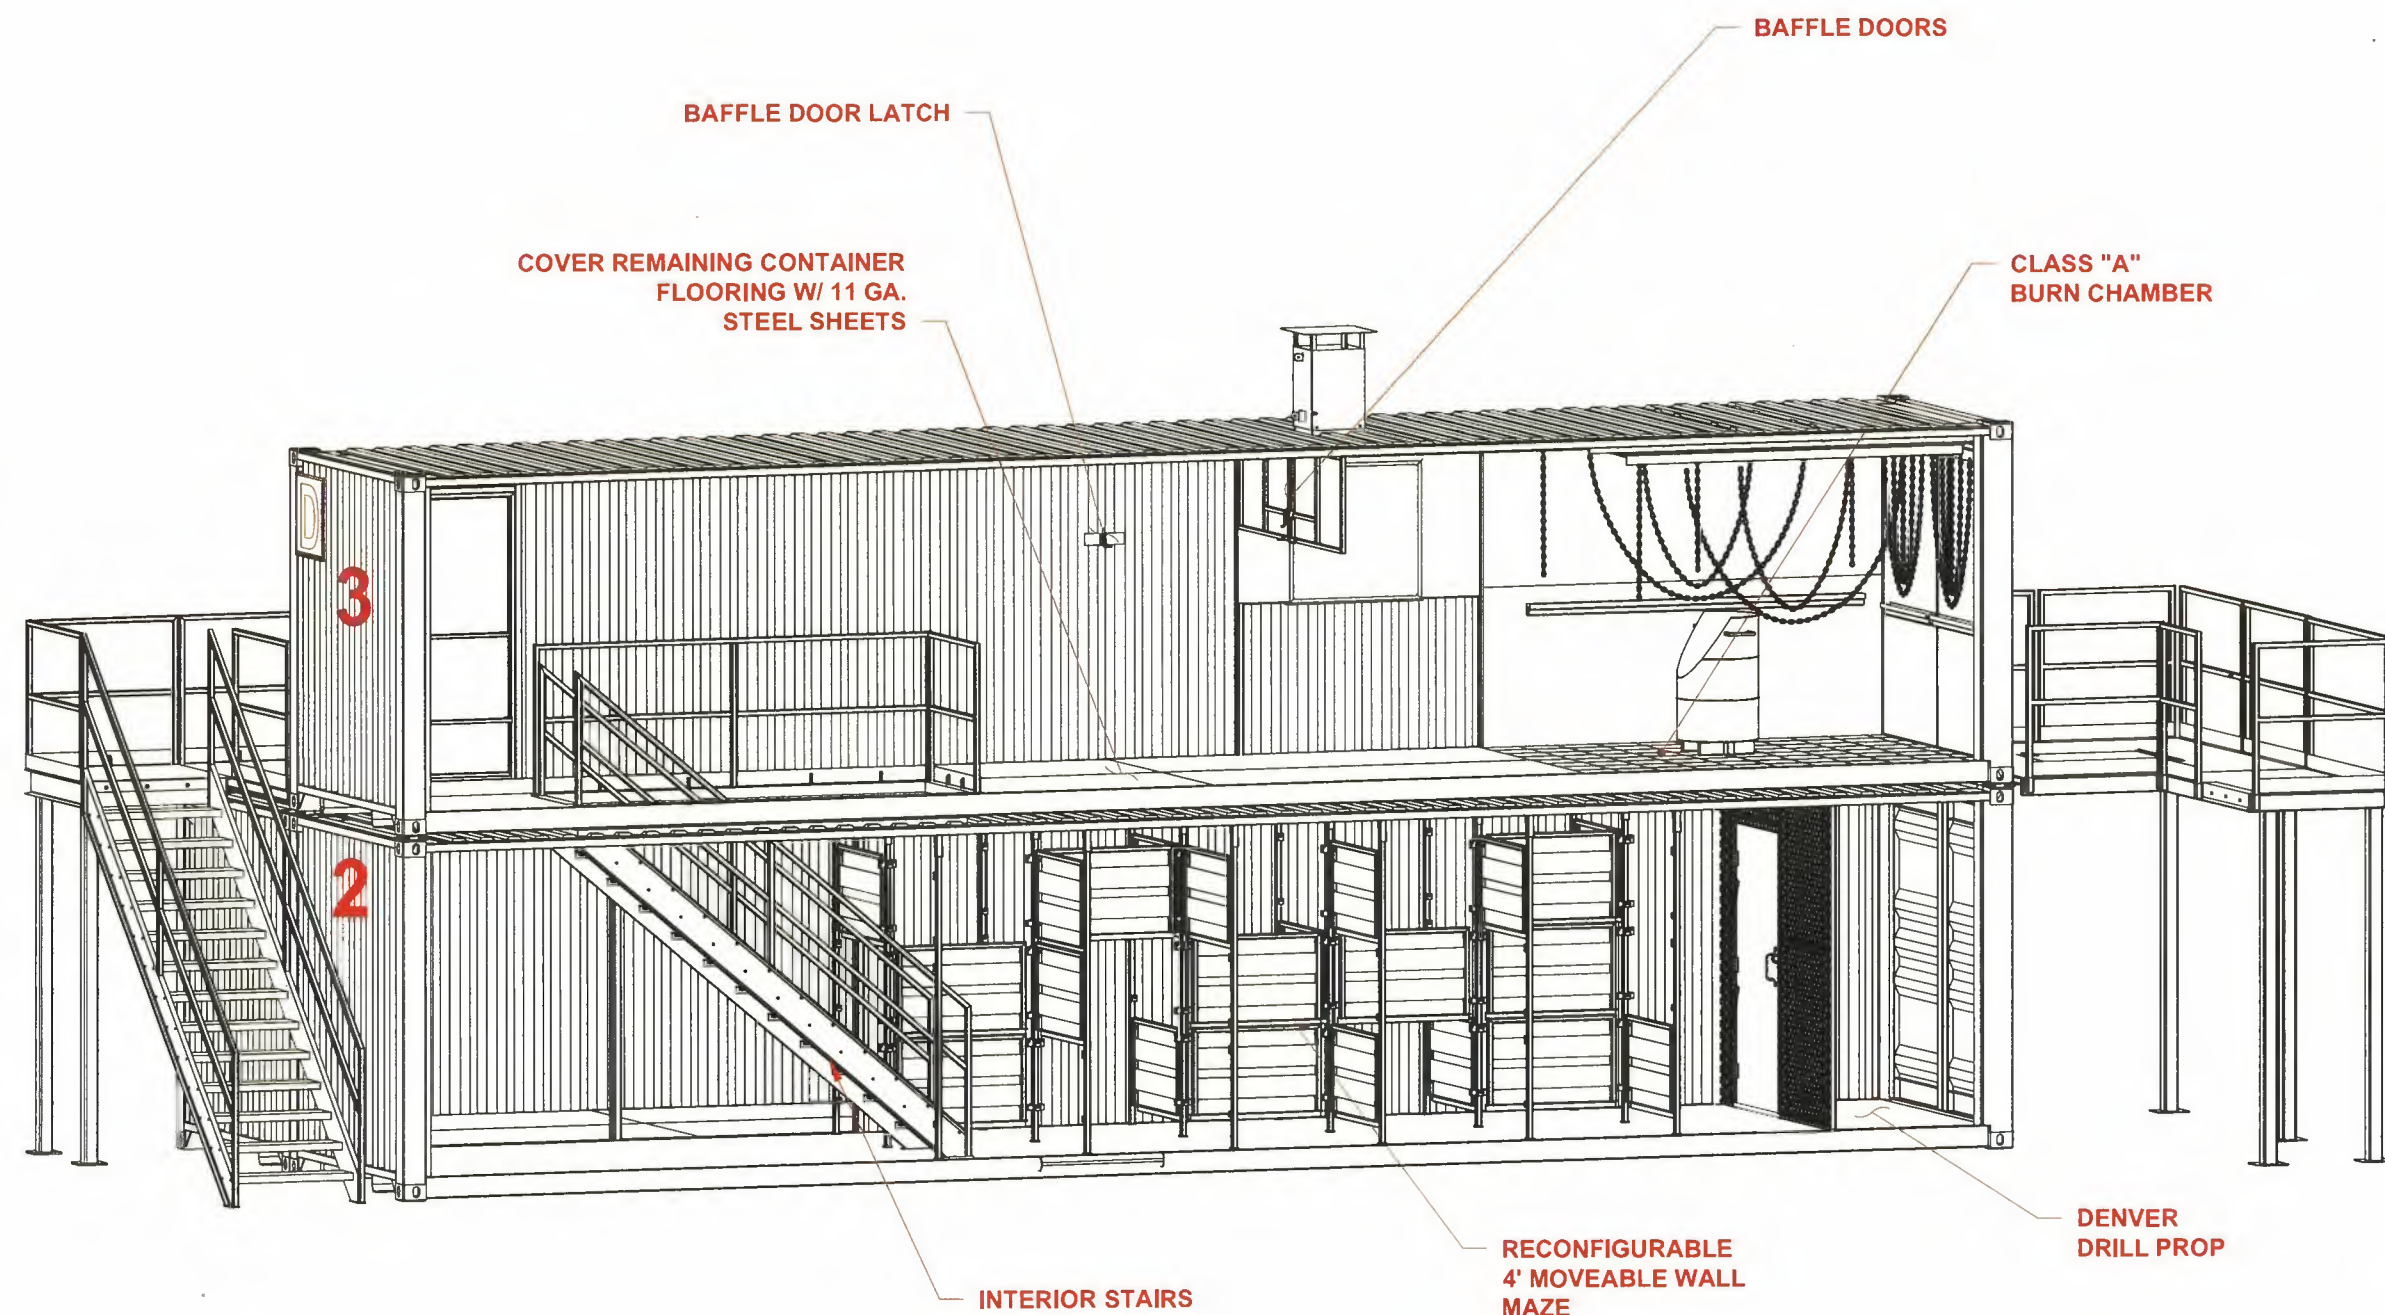 BAFFLE DOORS
BAFFLE DOOR LATCH
COVER REMAINING CONTAINER
FLOORING W/ 11 GA.
STEEL SHEETS
CLASS "A"
BURN CHAMBER
D
3
2
DENVER
DRILL PROP
RECONFIGURABLE
4' MOVEABLE WALL
MAZE
INTERIOR STAIRS